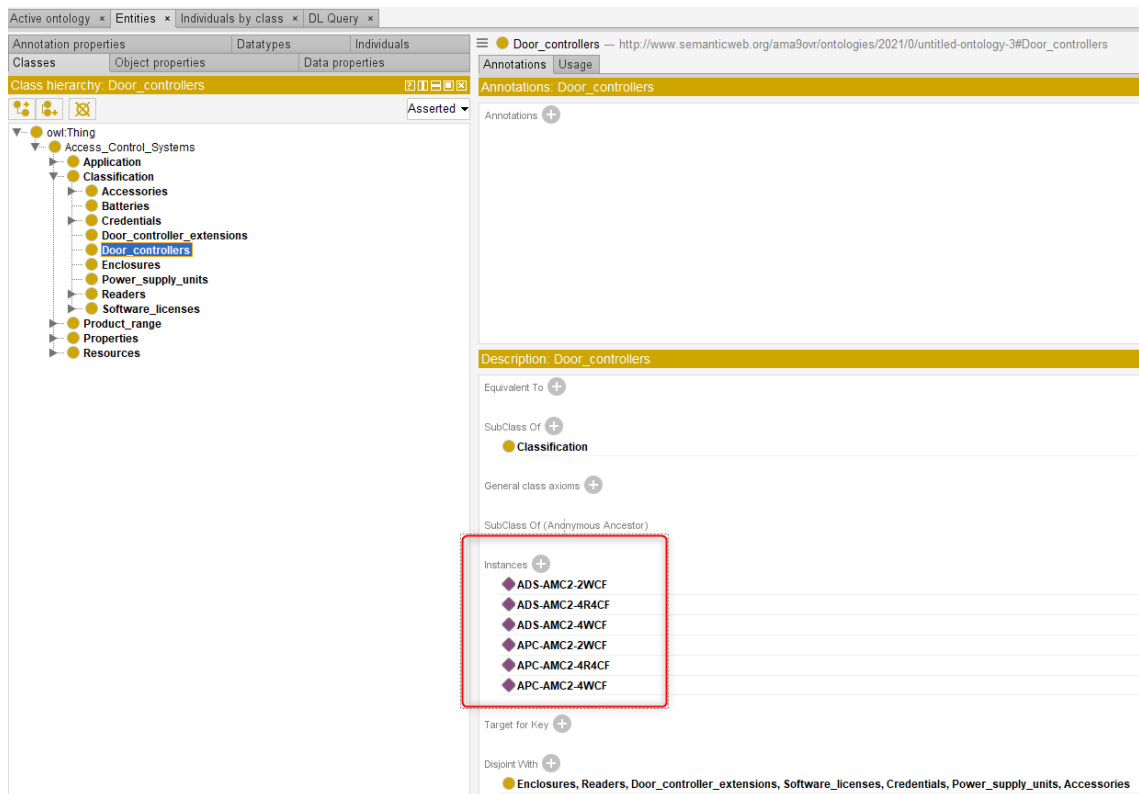 Active ontology × Entities × Individuals by class × DL Query ×
Annotation properties Datatypes Individuals
Classes Object properties Data properties
Class hierarchy: Door_controllers
Asserted
owl:Thing
Access_Control_Systems
Application
Classification
Accessories
Batteries
Credentials
Door_controller_extensions
Door_controllers
Enclosures
Power_supply_units
Readers
Software_licenses
Product_range
Properties
Resources
Door_controllers — http://www.semanticweb.org/ama9ovr/ontologies/2021/0/untitled-ontology-3#Door_controllers
Annotations Usage
Annotations: Door_controllers
Annotations
Description: Door_controllers
Equivalent To
SubClass Of
Classification
General class axioms
SubClass Of (Anonymous Ancestor)
Instances
ADS-AMC2-2WCF
ADS-AMC2-4R4CF
ADS-AMC2-4WCF
APC-AMC2-2WCF
APC-AMC2-4R4CF
APC-AMC2-4WCF
Target for Key
Disjoint With
Enclosures, Readers, Door_controller_extensions, Software_licenses, Credentials, Power_supply_units, Accessories